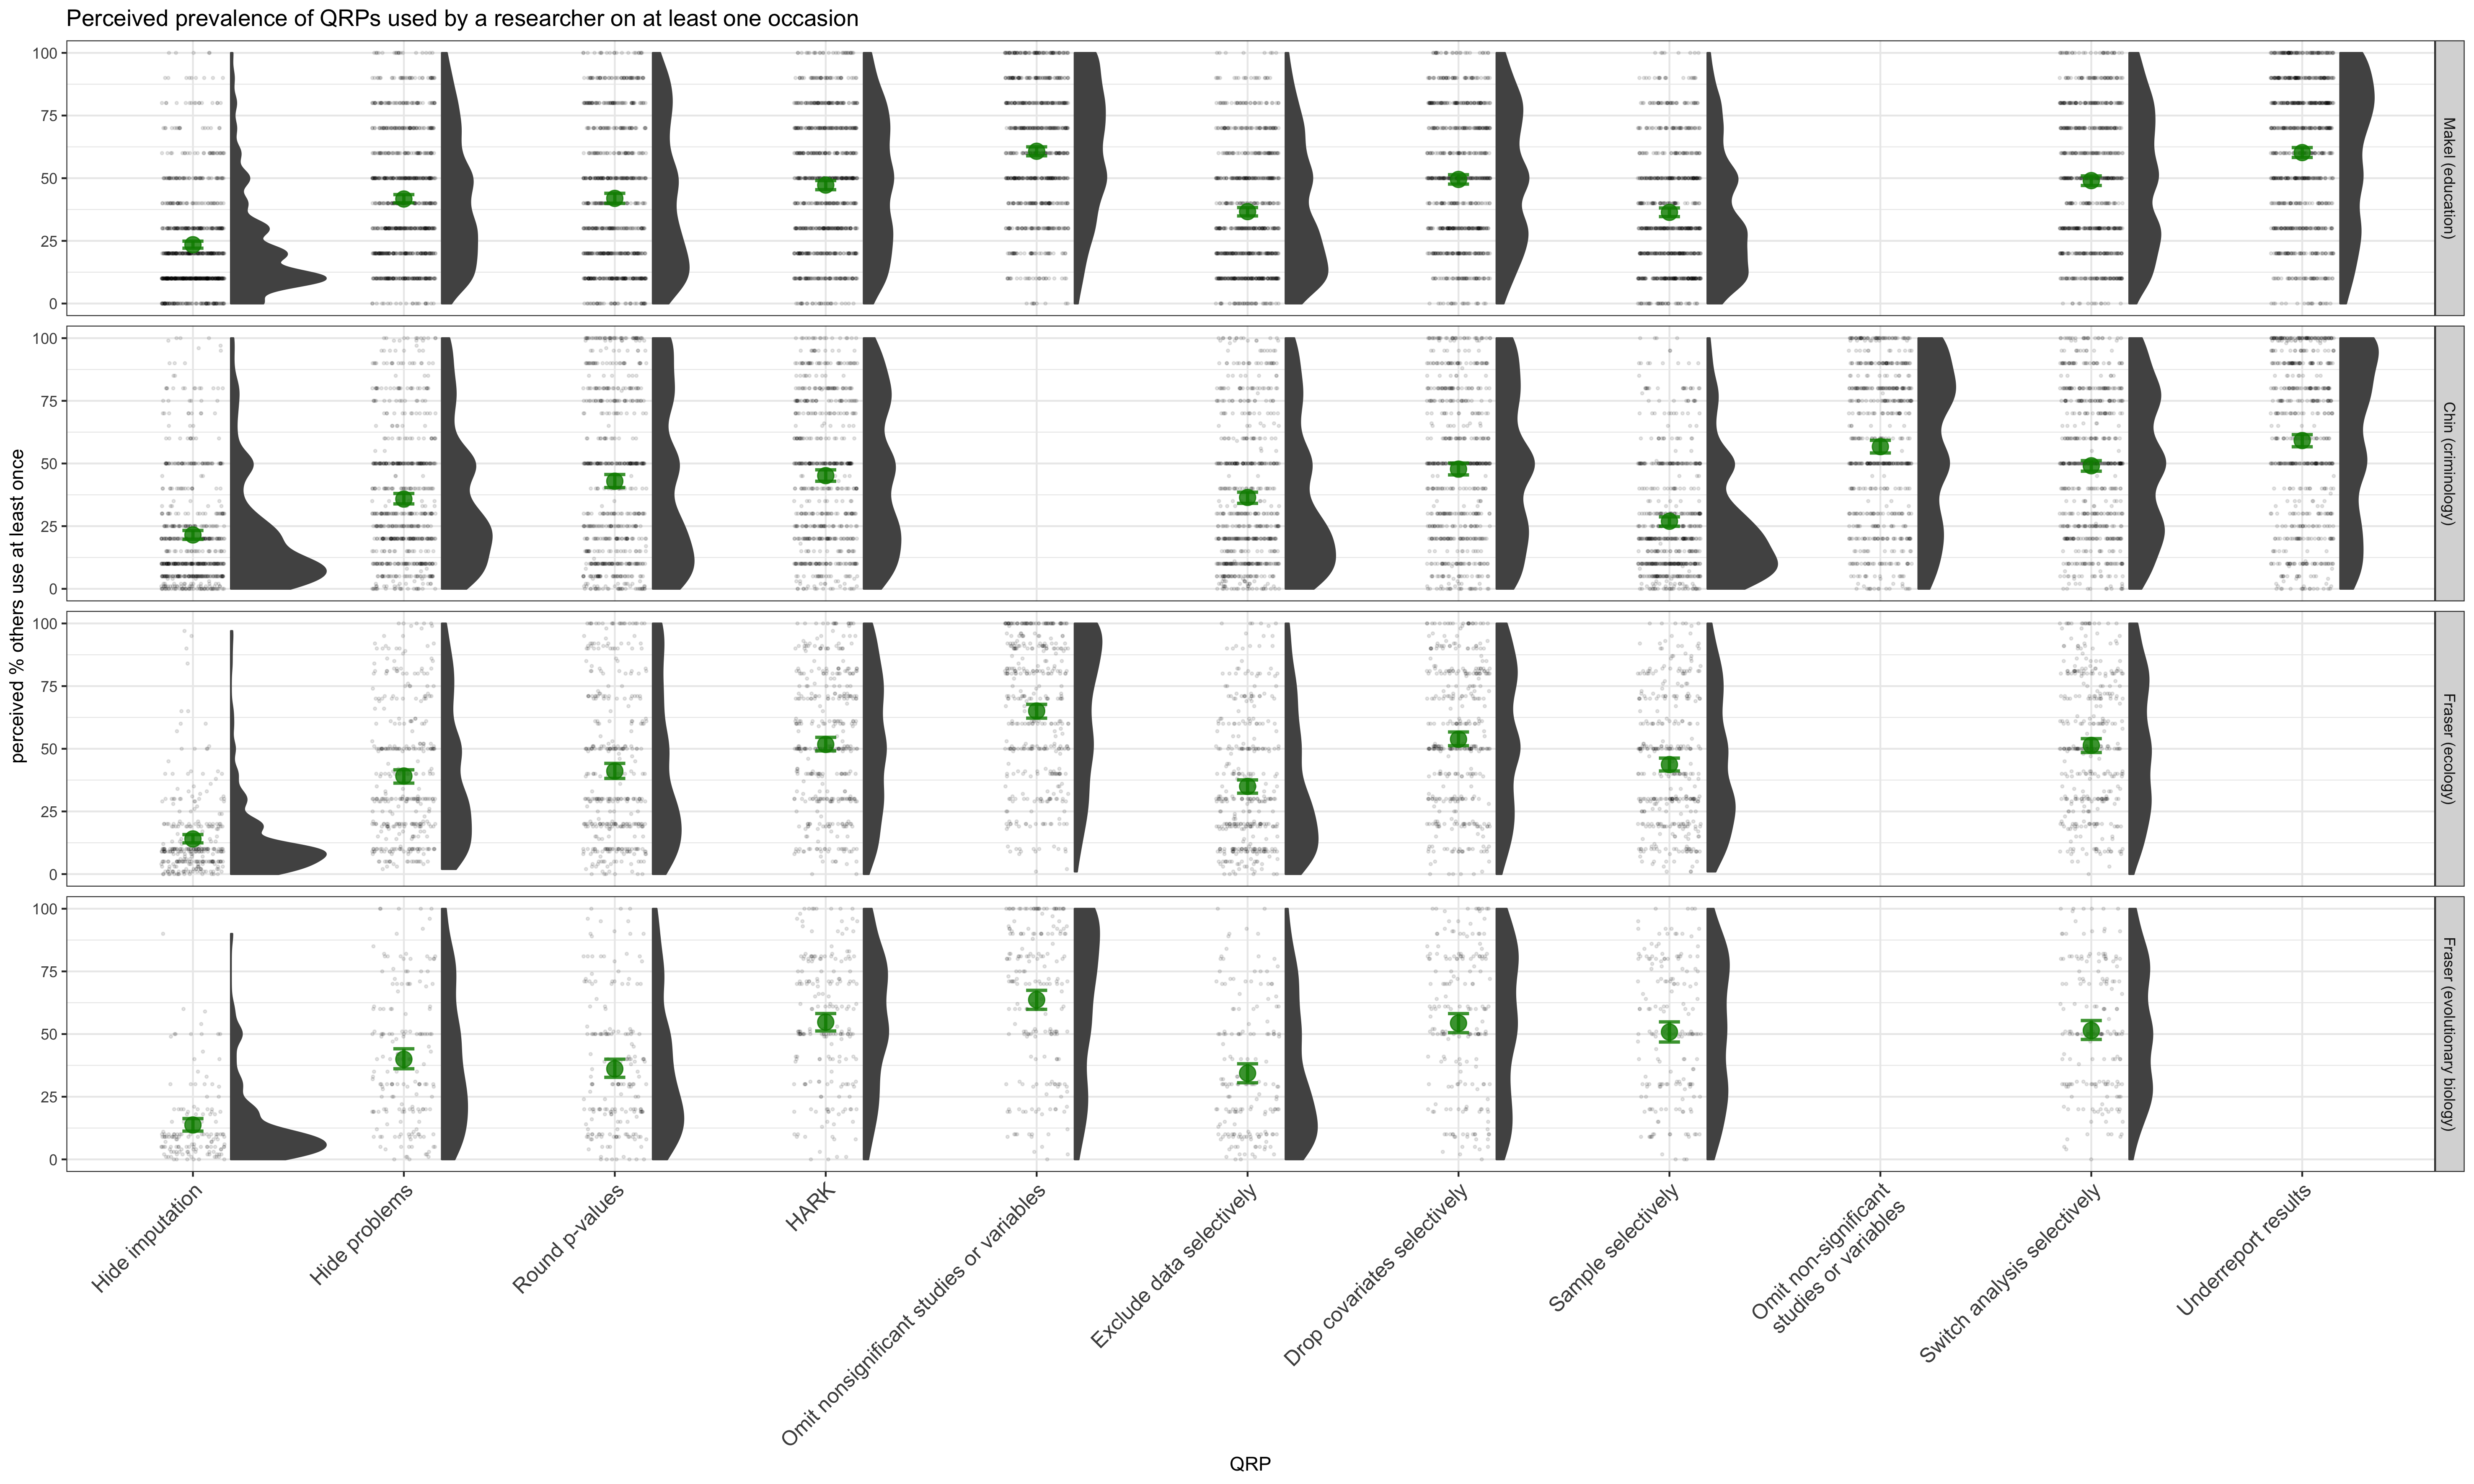 Perceived prevalence of QRPs used by a researcher on at least one occasion
perceived % others use at least once
100
75
50
25
0
Makel (education)
100
75
50
25
0
Chin (criminology)
100
75
50
25
0
Fraser (ecology)
100
75
50
25
0
Fraser (evolutionary biology)
Hide imputation
Hide problems
Round p-values
HARK
Omit nonsignificant studies or variables
Exclude data selectively
Drop covariates selectively
Sample selectively
Omit non-significant
studies or variables
Switch analysis selectively
Underreport results
QRP